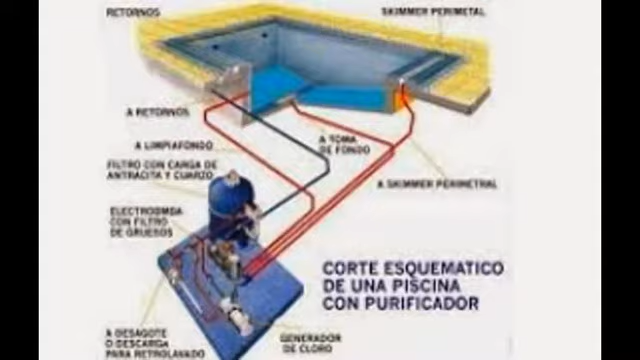 RETORNOS
SKIMMER PERIMETAL
A RETORNOS
A LIMPIAFONDO
A TOMA
DE FONDO
FILTRO CON CARGA DE
ANTRACITA Y CUARZO
A SKIMMER PERIMETRAL
ELECTROBMBA
CON FILTRO
DE GRUESOS
CORTE ESQUEMATICO
DE UNA PISCINA
CON PURIFICADOR
A DESAGOTE
O DESCARGA
PARA RETROLAVADO
GENERADOR
DE CLORO